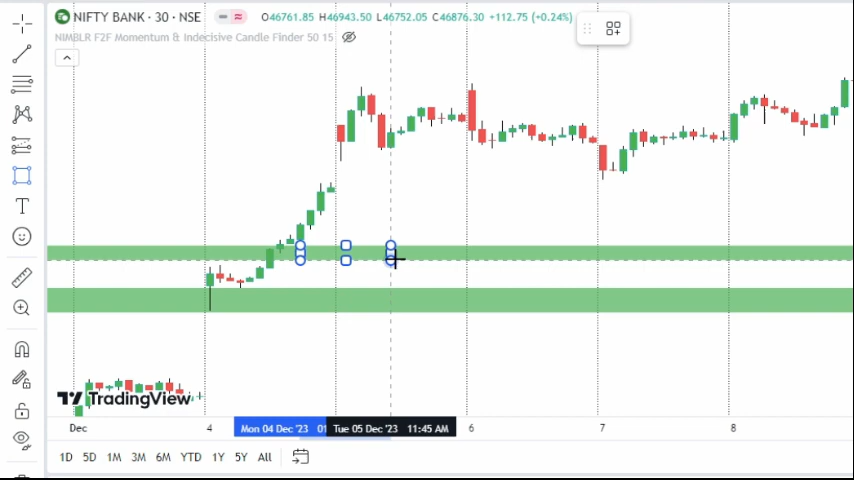 NIFTY BANK · 30 · NSE O46761.85 H46943.50 L46752.05 C46876.30 +112.75 (+0.24%)
NIMBLR F2F Momentum & Indecisive Candle Finder 50 15
TradingView
Dec 4 Mon 04 Dec '23 Tue 05 Dec '23 11:45 AM 6 7 8
1D 5D 1M 3M 6M YTD 1Y 5Y All